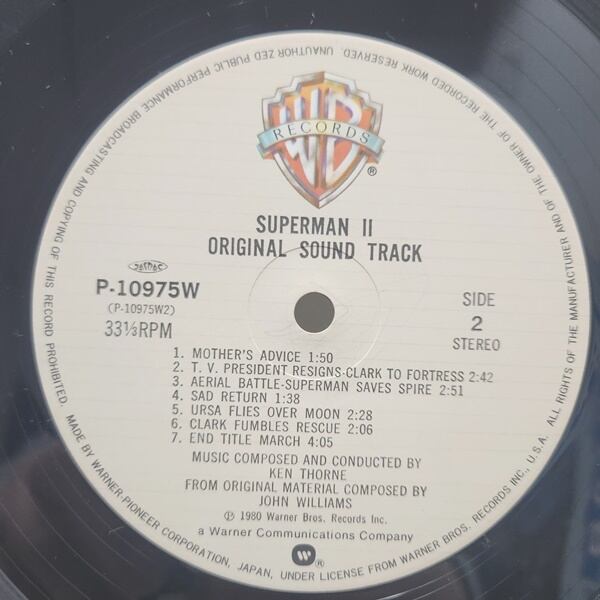 WB
RECORDS
®
SUPERMAN II
ORIGINAL SOUND TRACK
JASRAC
P-10975W
(P-10975W2)
33⅓RPM
SIDE
2
STEREO
1. MOTHER'S ADVICE 1:50
2. T. V. PRESIDENT RESIGNS-CLARK TO FORTRESS 2:42
3. AERIAL BATTLE-SUPERMAN SAVES SPIRE 2:51
4. SAD RETURN 1:38
5. URSA FLIES OVER MOON 2:28
6. CLARK FUMBLES RESCUE 2:06
7. END TITLE MARCH 4:05
MUSIC COMPOSED AND CONDUCTED BY
KEN THORNE
FROM ORIGINAL MATERIAL COMPOSED BY
JOHN WILLIAMS
℗ 1980 Warner Bros. Records Inc.
a Warner Communications Company
W®
MADE BY WARNER-PIONEER CORPORATION, JAPAN, UNDER LICENSE FROM WARNER BROS. RECORDS INC., U.S.A. ALL RIGHTS OF THE MANUFACTURER AND OF THE OWNER OF THE RECORDED WORK RESERVED. UNAUTHORIZED PUBLIC PERFORMANCE BROADCASTING AND COPYING OF THIS RECORD PROHIBITED.